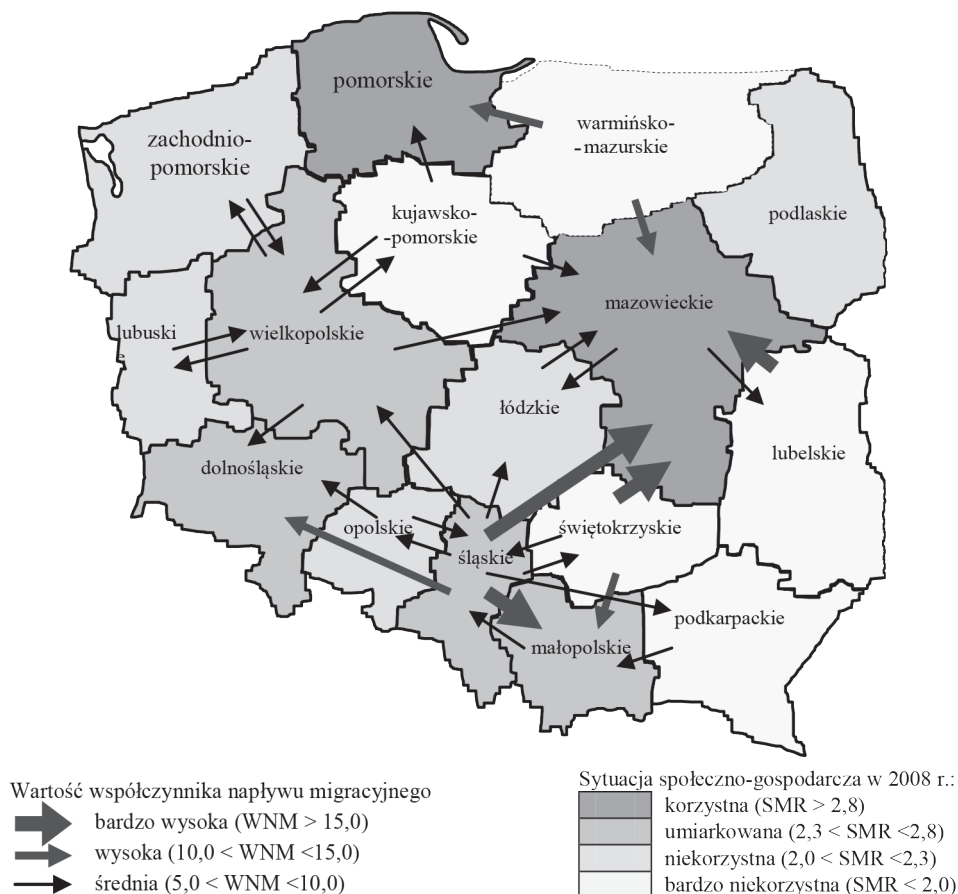 pomorskie
zachodnio-
pomorskie
warmińsko-
-mazurskie
podlaskie
kujawsko-
-pomorskie
mazowieckie
lubuski
e
wielkopolskie
łódzkie
lubelskie
dolnośląskie
opolskie
śląskie
świętokrzyskie
podkarpackie
małopolskie
Wartość współczynnika napływu migracyjnego
bardzo wysoka (WNM > 15,0)
wysoka (10,0 < WNM <15,0)
średnia (5,0 < WNM <10,0)
Sytuacja społeczno-gospodarcza w 2008 r.:
korzystna (SMR > 2,8)
umiarkowana (2,3 < SMR <2,8)
niekorzystna (2,0 < SMR <2,3)
bardzo niekorzystna (SMR < 2,0)